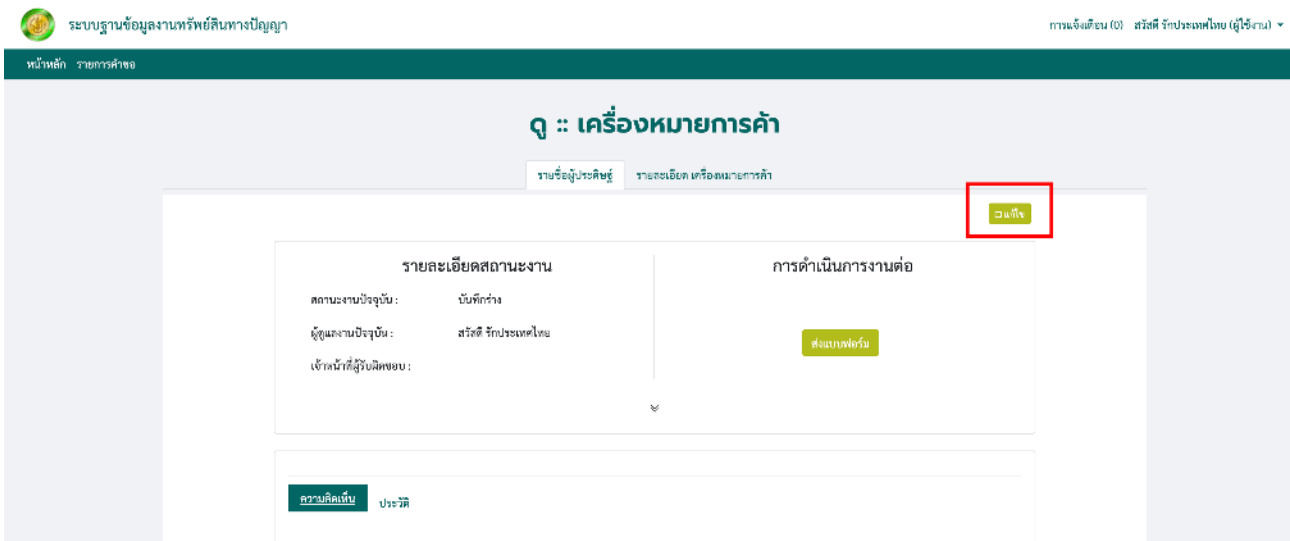 ระบบฐานข้อมูลงานทรัพย์สินทางปัญญา
การแจ้งเตือน (0) สวัสดี รักประเทศไทย (ผู้ใช้งาน)
หน้าหลัก รายการคำขอ
ดู :: เครื่องหมายการค้า
รายชื่อผู้ประดิษฐ์ รายละเอียด เครื่องหมายการค้า
แก้ไข
รายละเอียดสถานะงาน
การดำเนินการงานต่อ
สถานะงานปัจจุบัน : บันทึกร่าง
ผู้ดูแลงานปัจจุบัน : สวัสดี รักประเทศไทย
ส่งแบบฟอร์ม
เจ้าหน้าที่ผู้รับผิดชอบ :
ความคิดเห็น ประวัติ